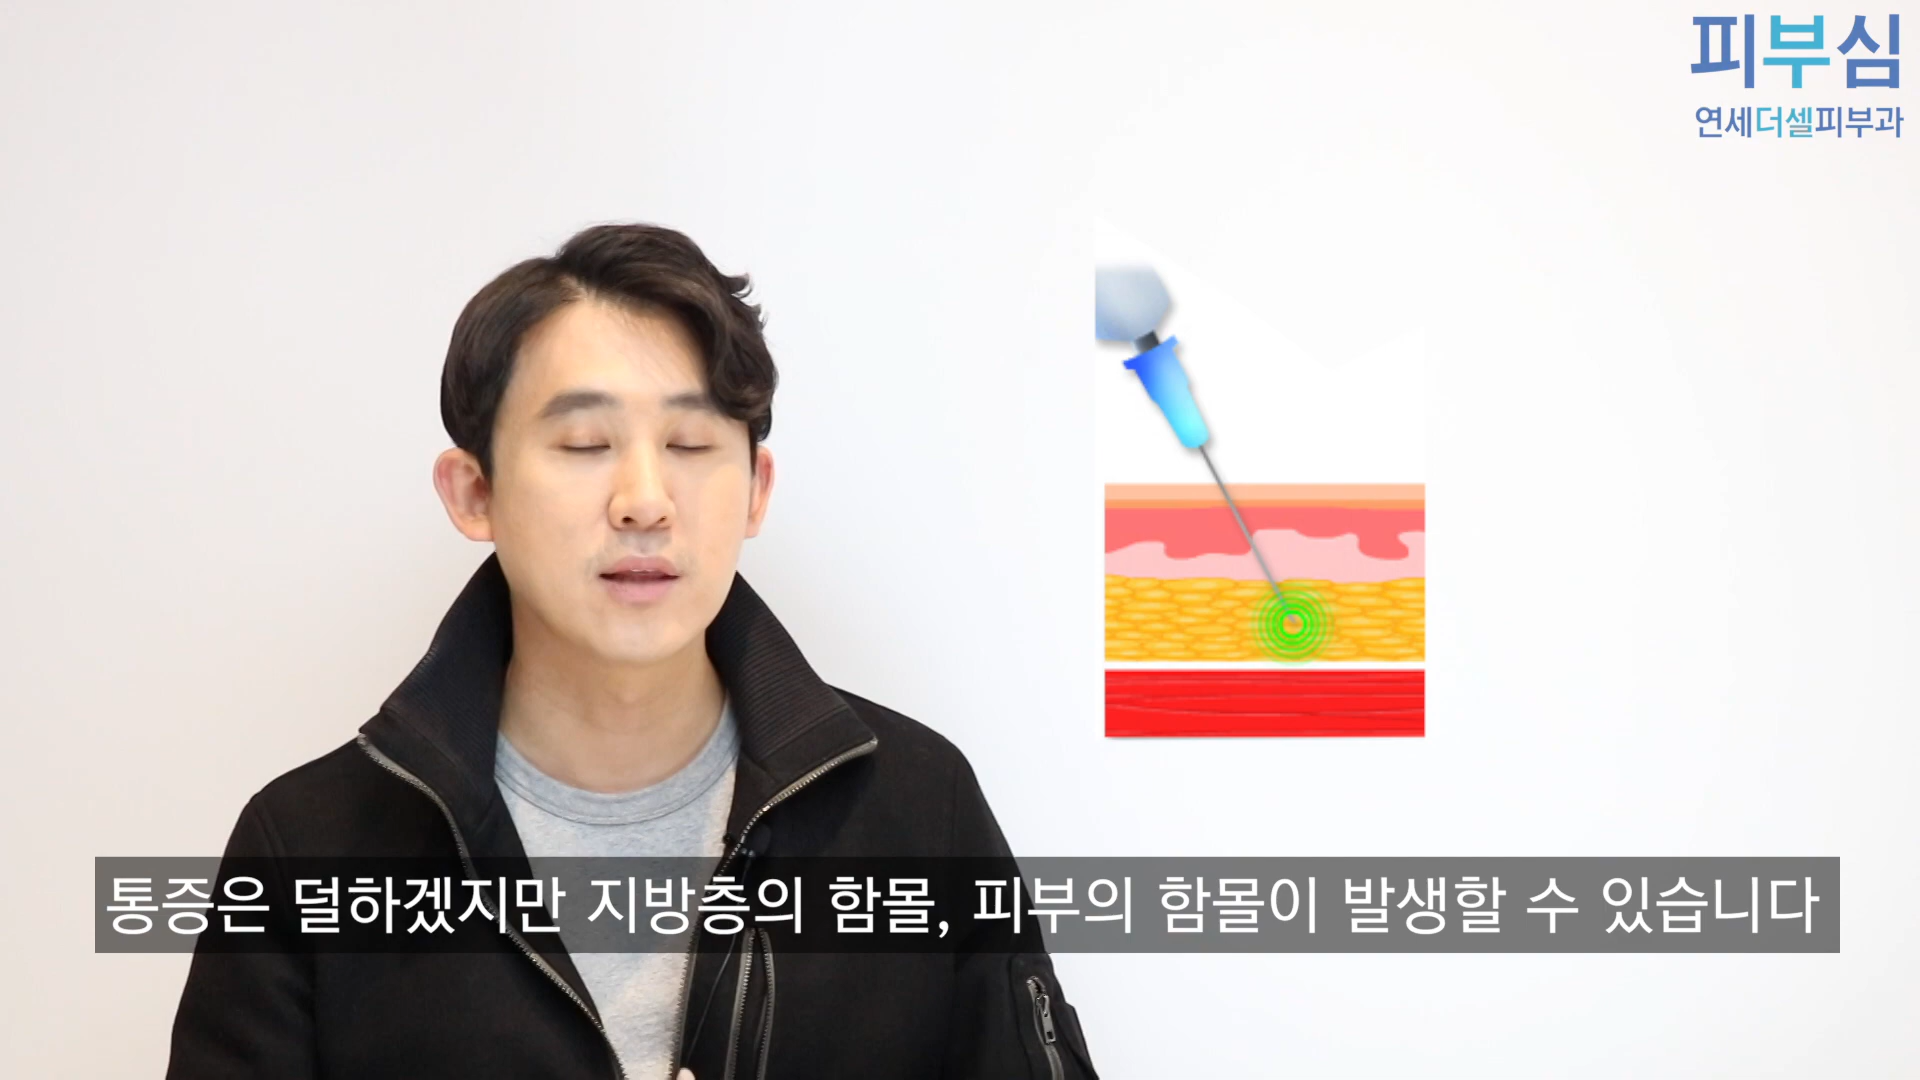 피부심
연세더셀피부과
통증은 덜하겠지만 지방층의 함몰, 피부의 함몰이 발생할 수 있습니다